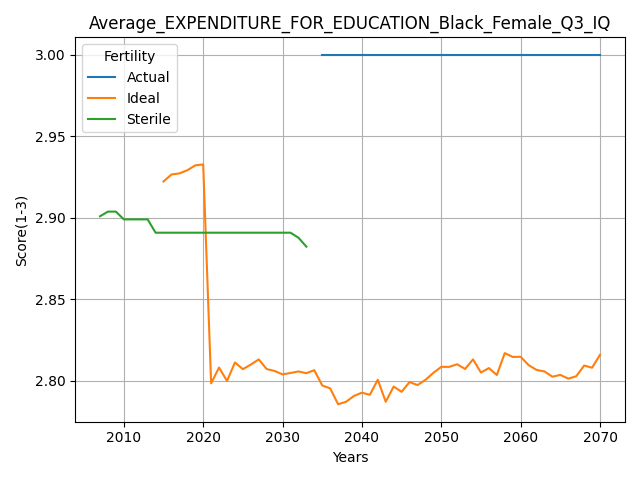 Average_EXPENDITURE_FOR_EDUCATION_Black_Female_Q3_IQ
Fertility
Actual
Ideal
Sterile
Score(1-3)
3.00
2.95
2.90
2.85
2.80
2010 2020 2030 2040 2050 2060 2070
Years